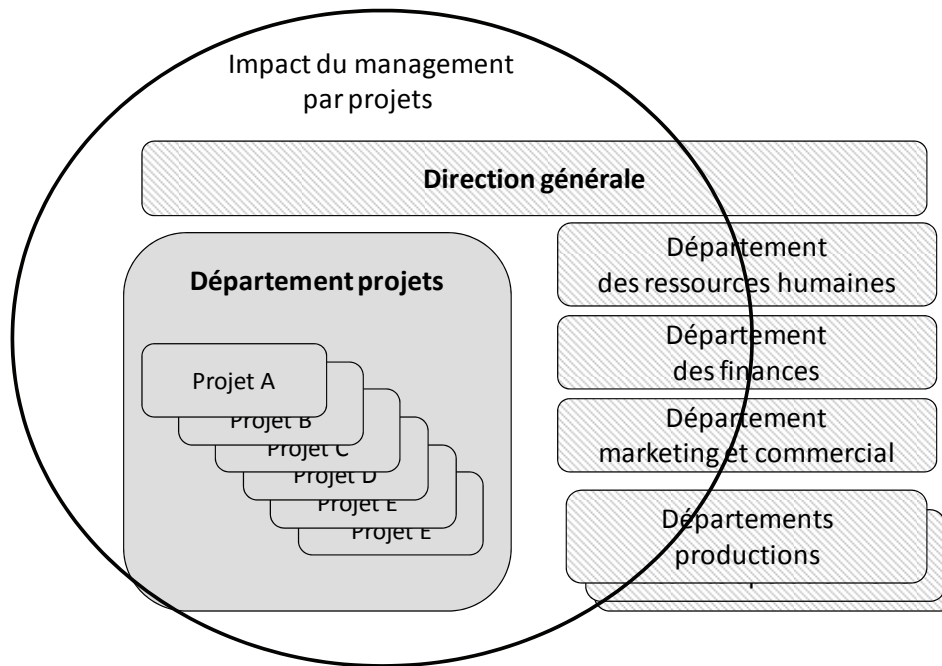 Impact du management
par projets
Direction générale
Département projets
Projet A
Projet B
Projet C
Projet D
Projet E
Projet E
Département
des ressources humaines
Département
des finances
Département
marketing et commercial
Départements
productions